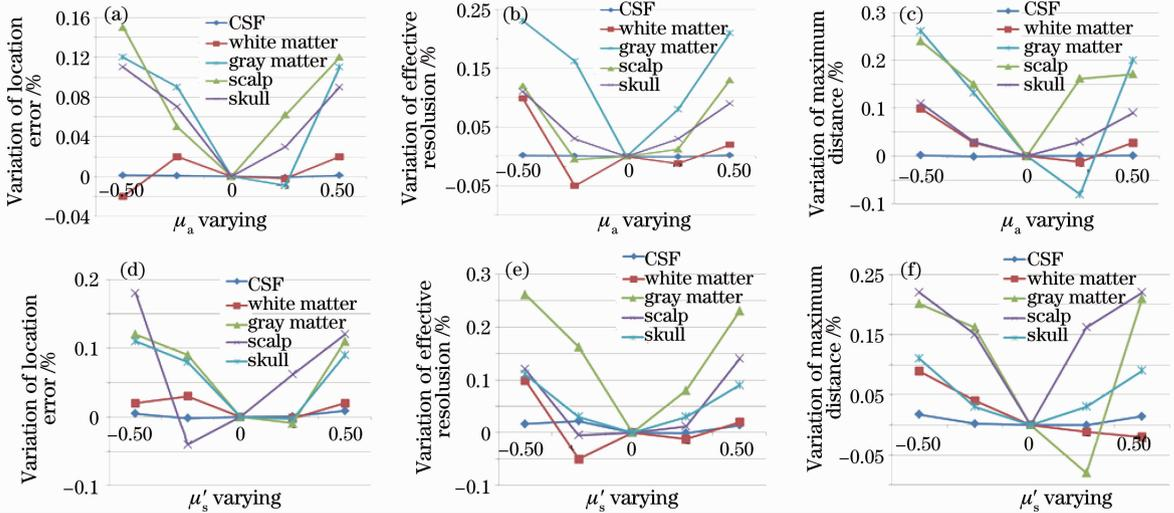 (a)
Variation of location
error /%
0.16
0.12
0.08
0.04
0
−0.04
−0.50
0
0.50
CSF
white matter
gray matter
scalp
skull
μa varying
(b)
Variation of effective
resolusion /%
0.25
0.15
0.05
−0.05
−0.50
0
0.50
CSF
white matter
gray matter
scalp
skull
μa varying
(c)
Variation of maximum
distance /%
0.3
0.2
0.1
0
−0.1
−0.50
0
0.50
CSF
white matter
gray matter
scalp
skull
μa varying
(d)
Variation of location
error /%
0.2
0.1
0
−0.1
−0.50
0
0.50
CSF
white matter
gray matter
scalp
skull
μ′s varying
(e)
Variation of effective
resolusion /%
0.3
0.2
0.1
0
−0.1
−0.50
0
0.50
CSF
white matter
gray matter
scalp
skull
μ′s varying
(f)
Variation of maximum
distance /%
0.25
0.15
0.05
−0.05
−0.50
0
0.50
CSF
white matter
gray matter
scalp
skull
μ′s varying